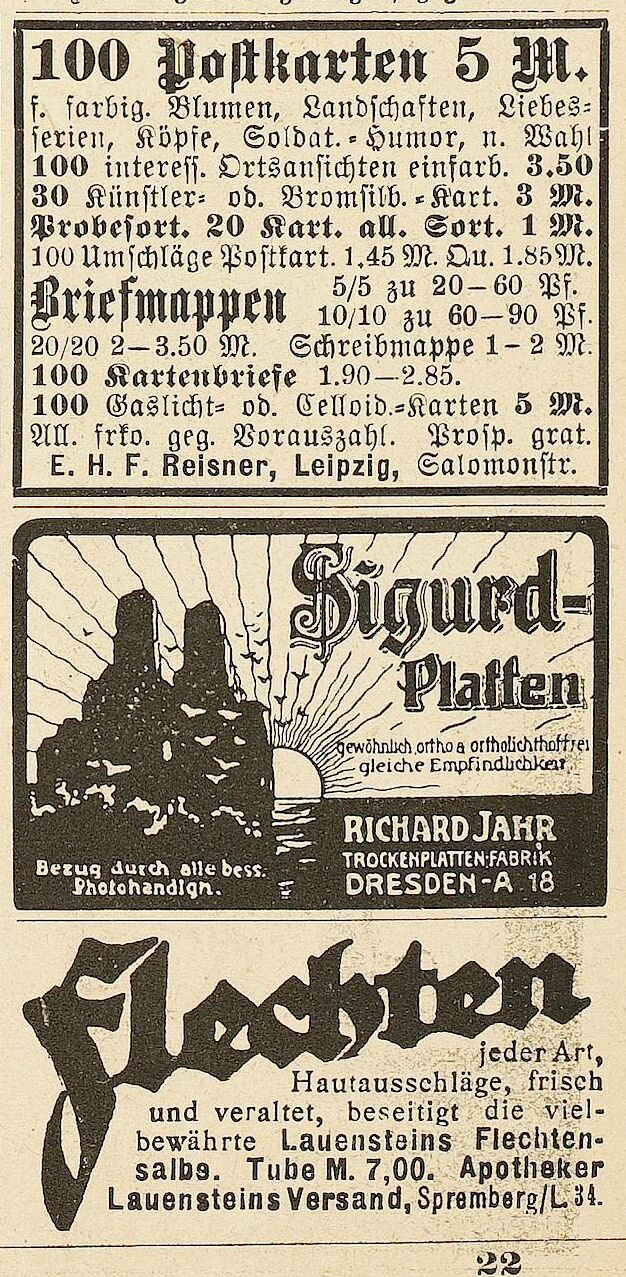 100 Postkarten 5 M.
f. farbig. Blumen, Landschaften, Liebes-
serien, Köpfe, Soldat.-Humor, n. Wahl
100 interess. Ortsansichten einfarb. 3.50
30 Künstler- od. Bromsilb.-Kart. 3 M.
Probesort. 20 Kart. all. Sort. 1 M.
100 Umschläge Postkart. 1.45 M. Qu. 1.85 M.
Briefmappen 5/5 zu 20—60 Pf.
10/10 zu 60—90 Pf.
20/20 2—3.50 M. Schreibmappe 1-2 M.
100 Kartenbriefe 1.90—2.85.
100 Gaslicht- od. Celloid.-Karten 5 M.
All. frko. geg. Vorauszahl. Prosp. grat.
E. H. F. Reisner, Leipzig, Salomonstr.
Sigurd-
Platten
gewöhnlich, ortho & ortholichthoffrei
gleiche Empfindlichkeit.
RICHARD JAHR
TROCKENPLATTEN-FABRIK
DRESDEN-A. 18
Bezug durch alle bess.
Photohandlgn.
Flechten
jeder Art,
Hautausschläge, frisch
und veraltet, beseitigt die viel-
bewährte Lauensteins Flechten-
salbe. Tube M. 7,00. Apotheker
Lauensteins Versand, Spremberg/L. 34.
22